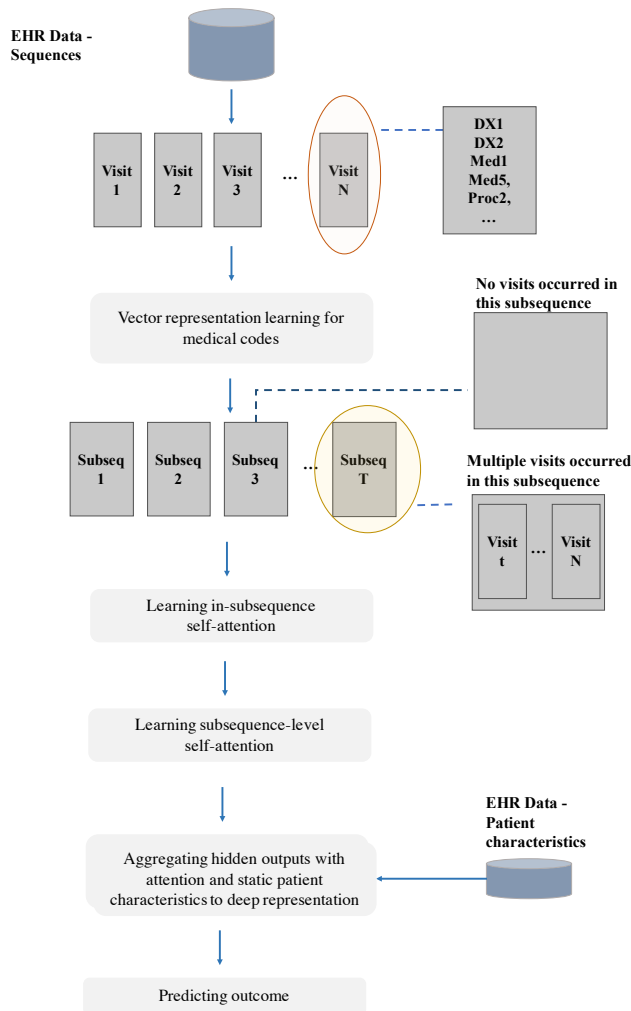 EHR Data -
Sequences
Visit
1
Visit
2
Visit
3
...
Visit
N
DX1
DX2
Med1
Med5,
Proc2,
...
Vector representation learning for
medical codes
No visits occurred in
this subsequence
Subseq
1
Subseq
2
Subseq
3
...
Subseq
T
Multiple visits occurred
in this subsequence
Visit
t
...
Visit
N
Learning in-subsequence
self-attention
Learning subsequence-level
self-attention
EHR Data -
Patient
characteristics
Aggregating hidden outputs with
attention and static patient
characteristics to deep representation
Predicting outcome